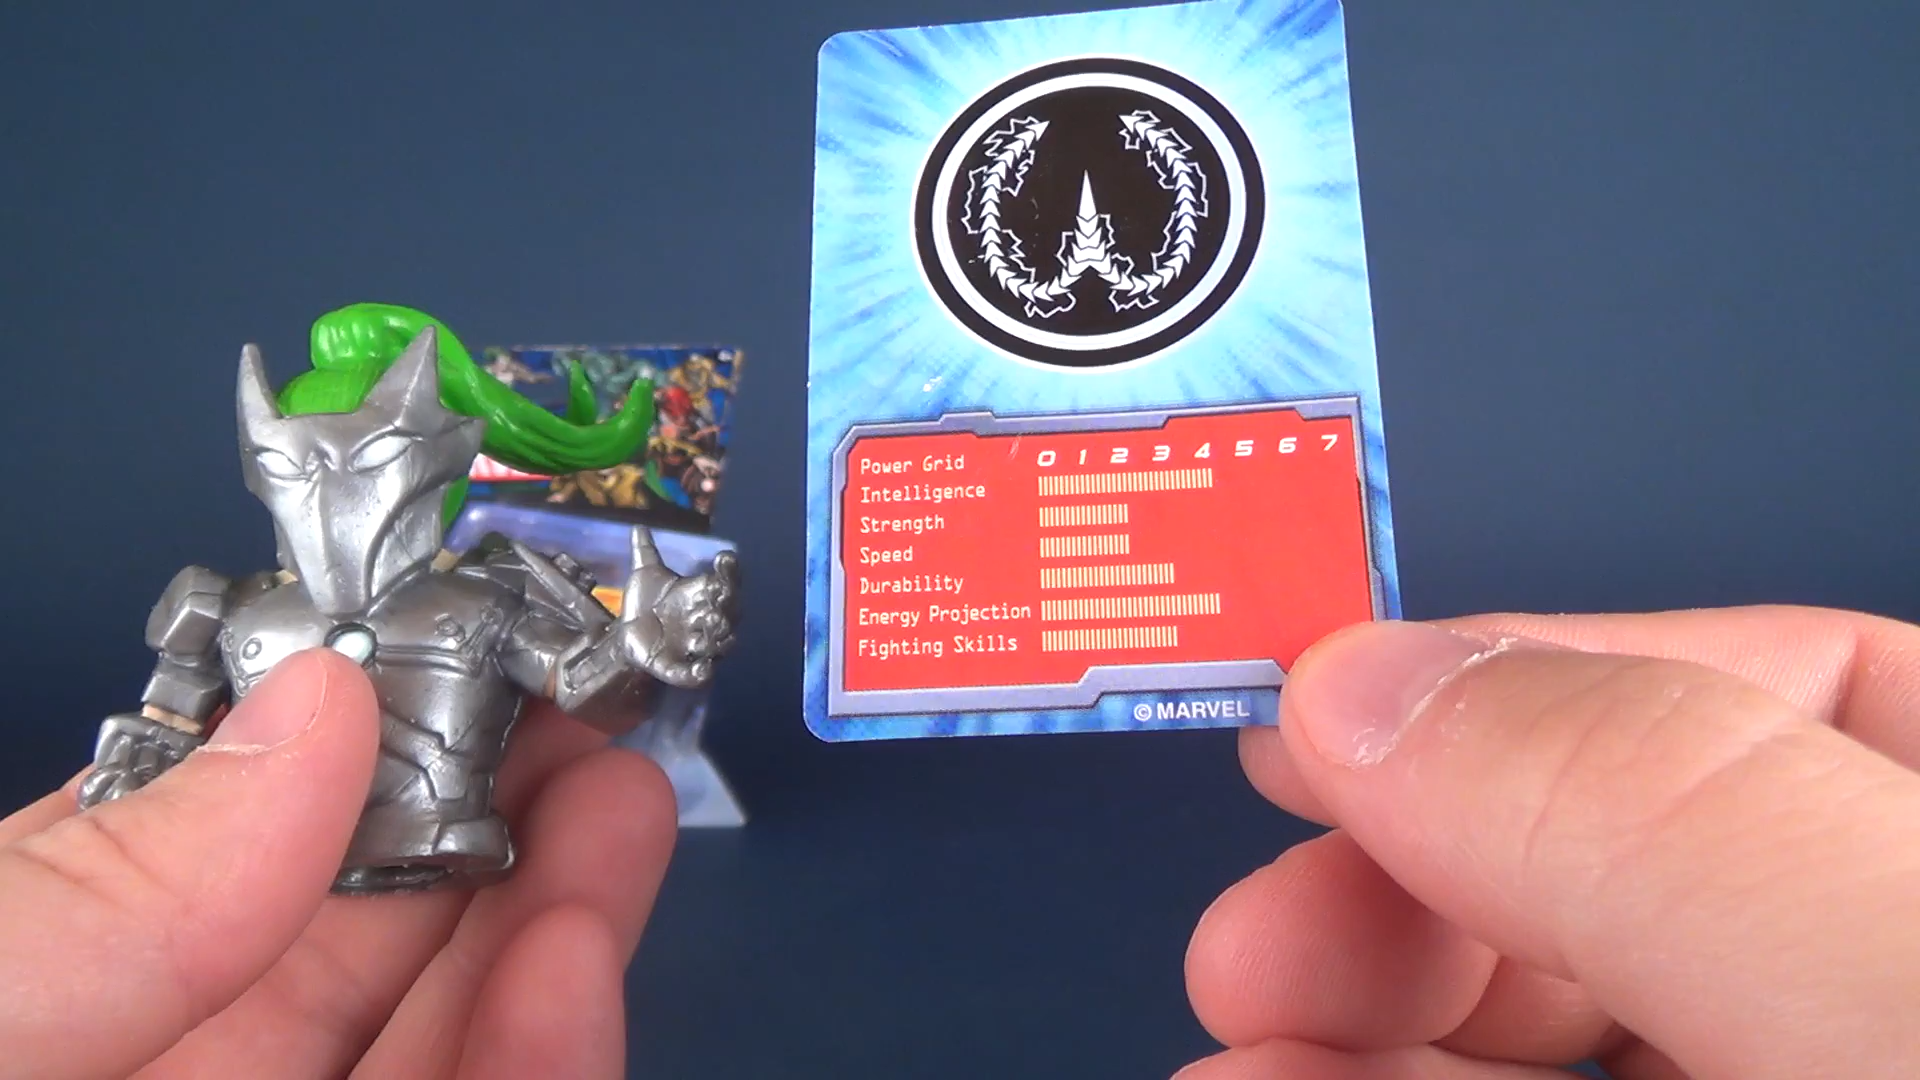 Power Grid 0 1 2 3 4 5 6 7
Intelligence
Strength
Speed
Durability
Energy Projection
Fighting Skills
© MARVEL